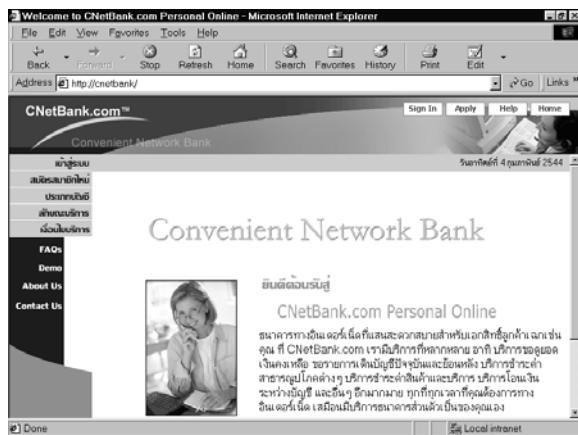 Welcome to CNetBank.com Personal Online - Microsoft Internet Explorer
File Edit View Favorites Tools Help
Back Forward Stop Refresh Home Search Favorites History Print Edit
Address http://cnetbank/ Go Links »
CNetBank.com™ Sign In Apply Help Home
Convenient Network Bank
เข้าสู่ระบบ วันอาทิตย์ที่ 4 กุมภาพันธ์ 2544
สมัครสมาชิกใหม่
ประเภทบัญชี
ลักษณะบริการ
เงื่อนไขบริการ
FAQs
Demo
About Us
Contact Us
Convenient Network Bank
ยินดีต้อนรับสู่
CNetBank.com Personal Online
ธนาคารทางอินเตอร์เน็ตที่แสนสะดวกสบายสำหรับเอกสิทธิ์ลูกค้าเฉกเช่น
คุณ ที่ CNetBank.com เรามีบริการที่หลากหลาย อาทิ บริการขอดูยอด
เงินคงเหลือ ขอรายการเดินบัญชีปัจจุบันและย้อนหลัง บริการชำระค่า
สาธารณูปโภคต่างๆ บริการชำระค่าสินค้าและบริการ บริการโอนเงิน
ระหว่างบัญชี และอื่นๆ อีกมากมาย ทุกที่ทุกเวลาที่คุณต้องการทาง
อินเตอร์เน็ต เสมือนมีบริการธนาคารส่วนตัวเป็นของคุณเอง
Done Local intranet